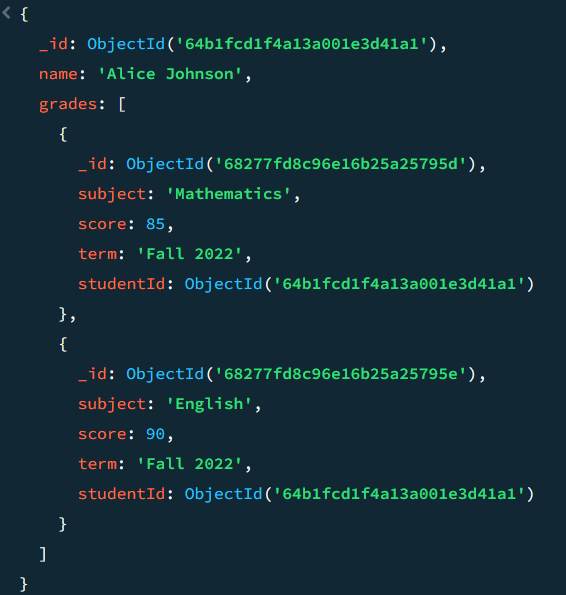 {
  _id: ObjectId('64b1fcd1f4a13a001e3d41a1'),
  name: 'Alice Johnson',
  grades: [
    {
      _id: ObjectId('68277fd8c96e16b25a25795d'),
      subject: 'Mathematics',
      score: 85,
      term: 'Fall 2022',
      studentId: ObjectId('64b1fcd1f4a13a001e3d41a1')
    },
    {
      _id: ObjectId('68277fd8c96e16b25a25795e'),
      subject: 'English',
      score: 90,
      term: 'Fall 2022',
      studentId: ObjectId('64b1fcd1f4a13a001e3d41a1')
    }
  ]
}